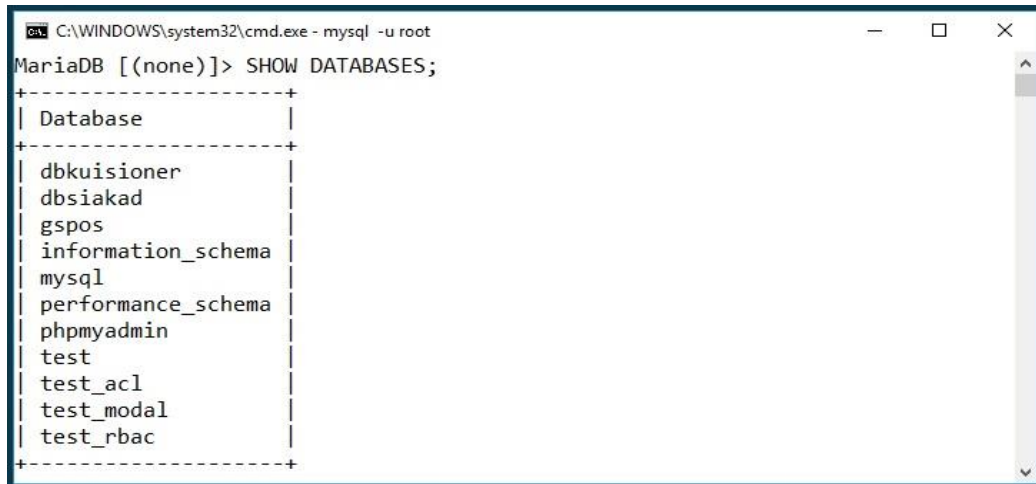 C:\WINDOWS\system32\cmd.exe - mysql  -u root
MariaDB [(none)]> SHOW DATABASES;
+--------------------+
| Database           |
+--------------------+
| dbkuisioner        |
| dbsiakad           |
| gspos              |
| information_schema |
| mysql              |
| performance_schema |
| phpmyadmin         |
| test               |
| test_acl           |
| test_modal         |
| test_rbac          |
+--------------------+